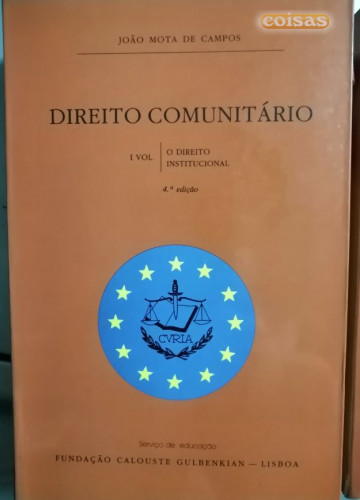 coisas
JOÃO MOTA DE CAMPOS
DIREITO COMUNITÁRIO
I VOL
O DIREITO
INSTITUCIONAL
4.ª edição
CVRIA
Serviço de educação
FUNDAÇÃO CALOUSTE GULBENKIAN — LISBOA